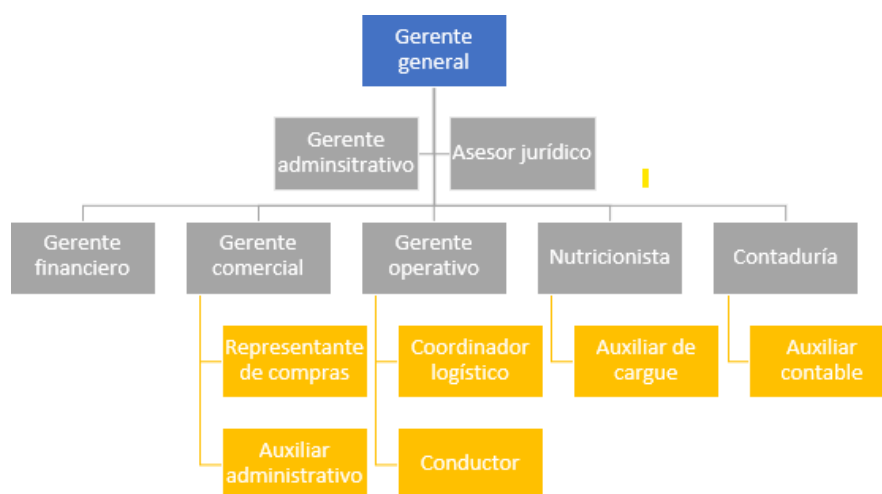 Gerente
general
Gerente
adminsitrativo
Asesor jurídico
Gerente
financiero
Gerente
comercial
Gerente
operativo
Nutricionista
Contaduría
Representante
de compras
Coordinador
logístico
Auxiliar de
cargue
Auxiliar
contable
Auxiliar
administrativo
Conductor